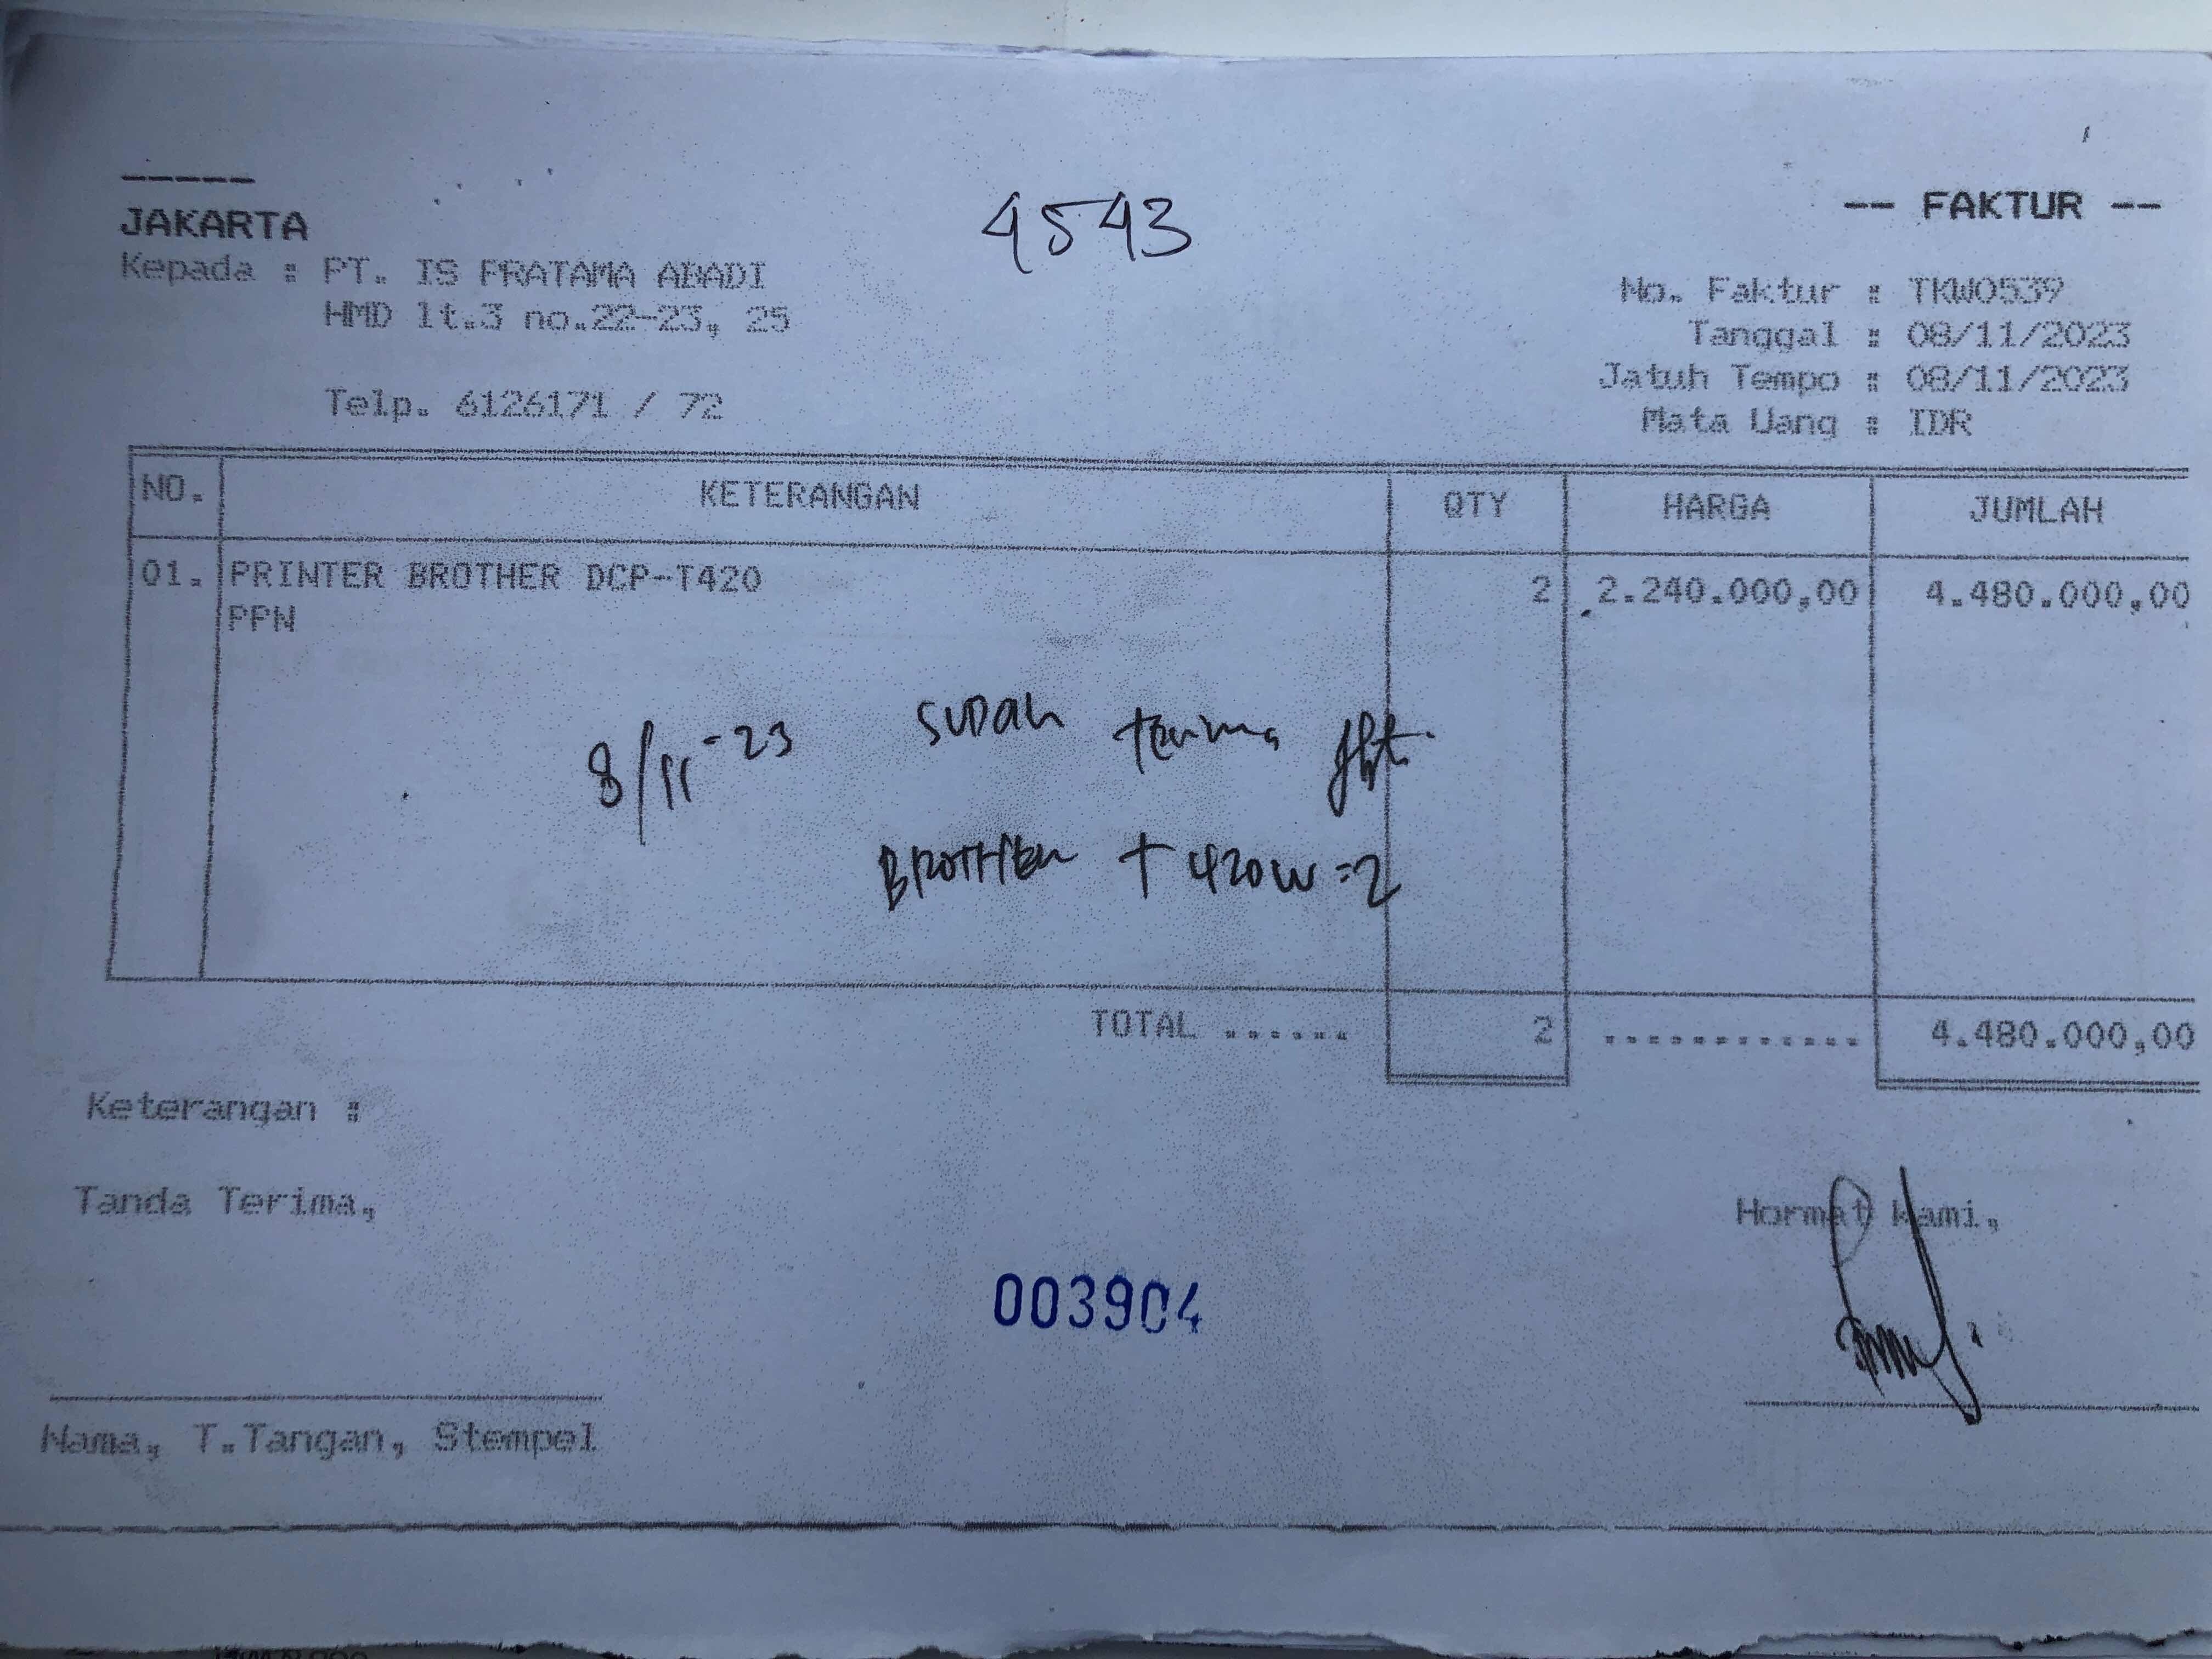 -----
JAKARTA
4543
-- FAKTUR --
Kepada : PT. IS PRATAMA ABADI
HMD lt.3 no.22-23, 25
Telp. 6126171 / 72
No. Faktur : TKW0539
Tanggal : 08/11/2023
Jatuh Tempo : 08/11/2023
Mata Uang : IDR
NO. KETERANGAN QTY HARGA JUMLAH
01. PRINTER BROTHER DCP-T420 2 2.240.000,00 4.480.000,00
PPN
8/11-23 SUDAH terima
BROTHER T420W=2
TOTAL ...... 2 ............ 4.480.000,00
Keterangan :
Tanda Terima,
Hormat kami,
003904
Nama, T.Tangan, Stempel